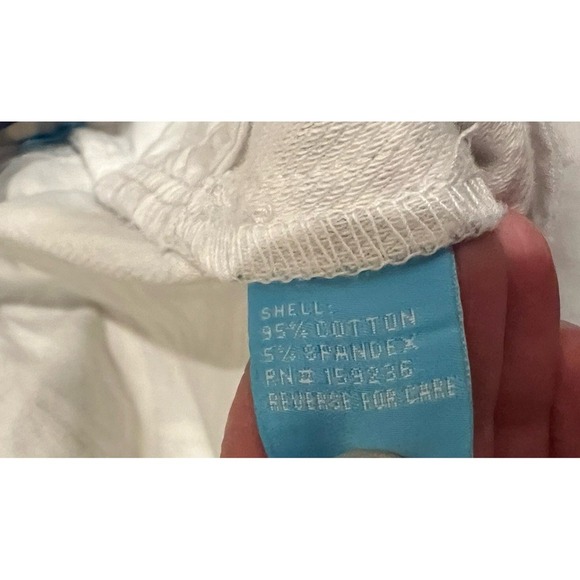 SHELL:
95% COTTON
5% SPANDEX
RN# 159236
REVERSE FOR CARE